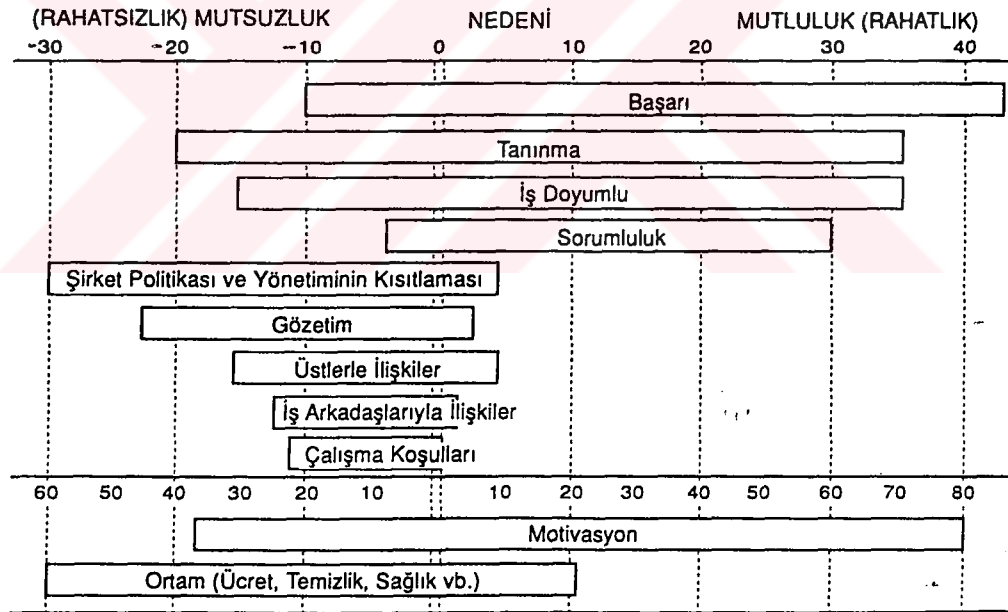 (RAHATSIZLIK) MUTSUZLUK NEDENİ MUTLULUK (RAHATLIK)
-30 -20 -10 0 10 20 30 40
Başarı
Tanınma
İş Doyumlu
Sorumluluk
Şirket Politikası ve Yönetiminin Kısıtlaması
Gözetim
Üstlerle İlişkiler
İş Arkadaşlarıyla İlişkiler
Çalışma Koşulları
60 50 40 30 20 10 10 20 30 40 50 60 70 80
Motivasyon
Ortam (Ücret, Temizlik, Sağlık vb.)